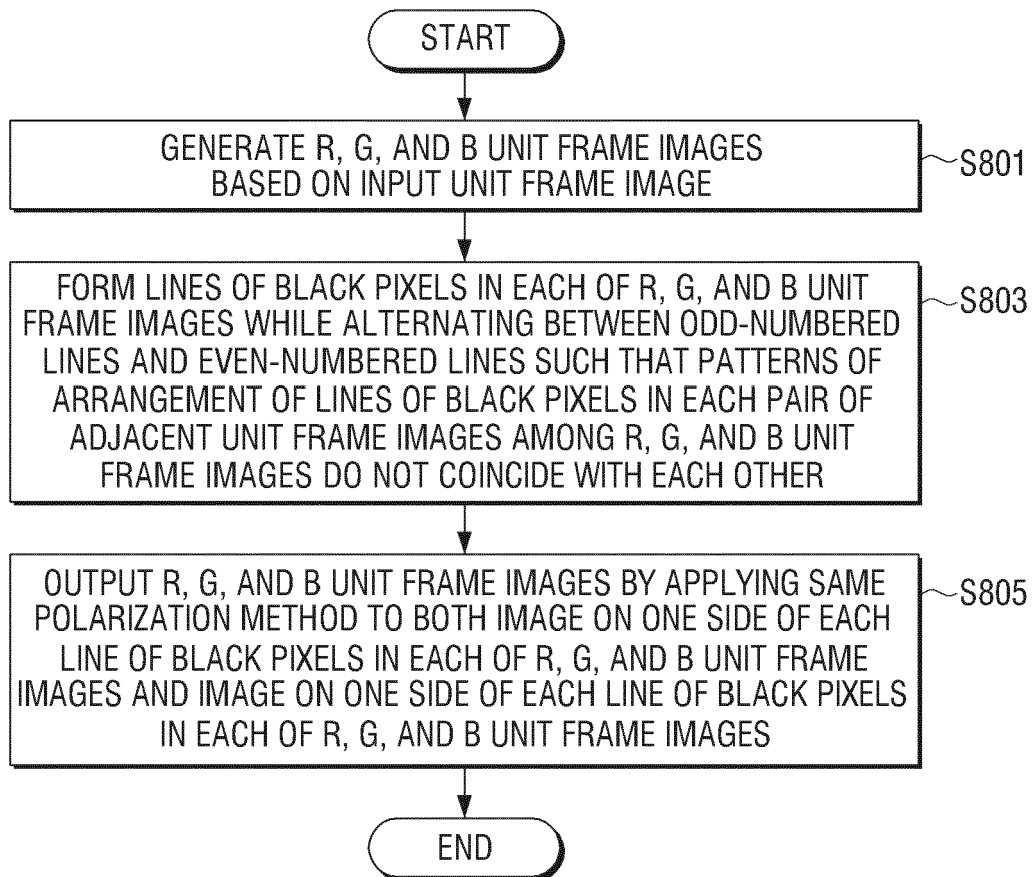 START
GENERATE R, G, AND B UNIT FRAME IMAGES
BASED ON INPUT UNIT FRAME IMAGE
S801
FORM LINES OF BLACK PIXELS IN EACH OF R, G, AND B UNIT
FRAME IMAGES WHILE ALTERNATING BETWEEN ODD-NUMBERED
LINES AND EVEN-NUMBERED LINES SUCH THAT PATTERNS OF
ARRANGEMENT OF LINES OF BLACK PIXELS IN EACH PAIR OF
ADJACENT UNIT FRAME IMAGES AMONG R, G, AND B UNIT
FRAME IMAGES DO NOT COINCIDE WITH EACH OTHER
S803
OUTPUT R, G, AND B UNIT FRAME IMAGES BY APPLYING SAME
POLARIZATION METHOD TO BOTH IMAGE ON ONE SIDE OF EACH
LINE OF BLACK PIXELS IN EACH OF R, G, AND B UNIT FRAME
IMAGES AND IMAGE ON ONE SIDE OF EACH LINE OF BLACK PIXELS
IN EACH OF R, G, AND B UNIT FRAME IMAGES
S805
END